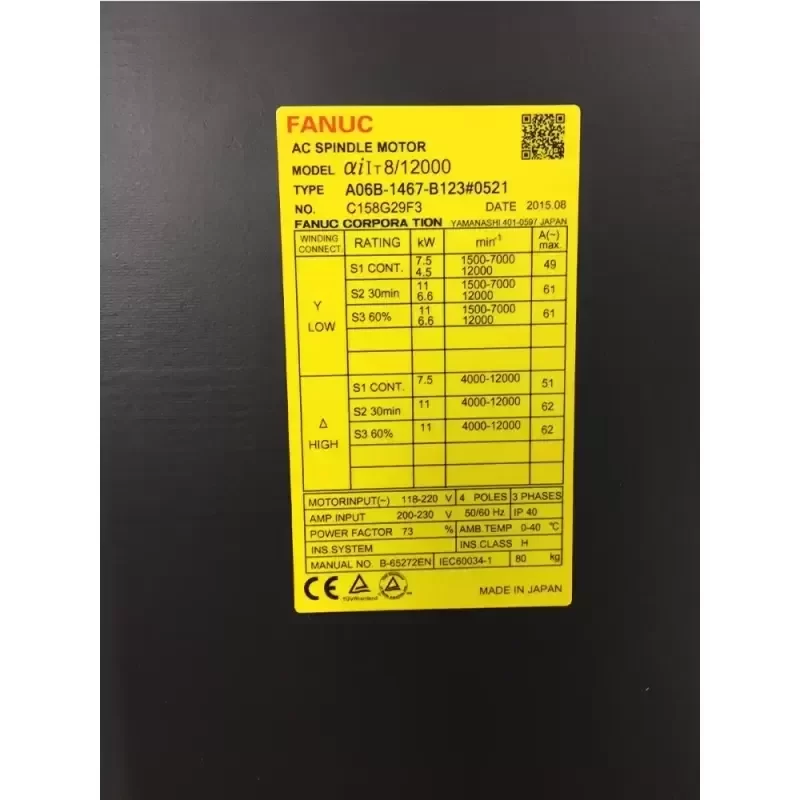 FANUC
AC SPINDLE MOTOR
MODEL αiIT8/12000
TYPE A06B-1467-B123#0521
NO. C158G29F3 DATE 2015.08
FANUC CORPORA TION YAMANASHI 401-0597 JAPAN
WINDING CONNECT. RATING kW min-1 A(~) max.
Y LOW
S1 CONT. 7.5 1500-7000 49
4.5 12000
S2 30min 11 1500-7000 61
6.6 12000
S3 60% 11 1500-7000 61
6.6 12000
Δ HIGH
S1 CONT. 7.5 4000-12000 51
S2 30min 11 4000-12000 62
S3 60% 11 4000-12000 62
MOTORINPUT(~) 118-220 V 4 POLES 3 PHASES
AMP INPUT 200-230 V 50/60 Hz IP 40
POWER FACTOR 73 % AMB.TEMP 0-40 ℃
INS.SYSTEM INS.CLASS H
MANUAL NO. B-65272EN IEC60034-1 80 kg
CE MADE IN JAPAN